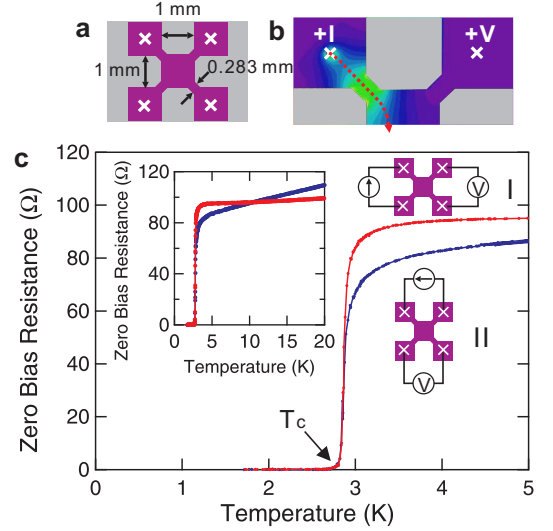 a
1 mm
1 mm
0.283 mm
b
+I
+V
c
Zero Bias Resistance (Ω)
120
100
80
60
40
20
0
0
1
2
3
4
5
Temperature (K)
Tc
Zero Bias Resistance (Ω)
120
80
40
0
0
5
10
15
20
Temperature (K)
V
I
V
II